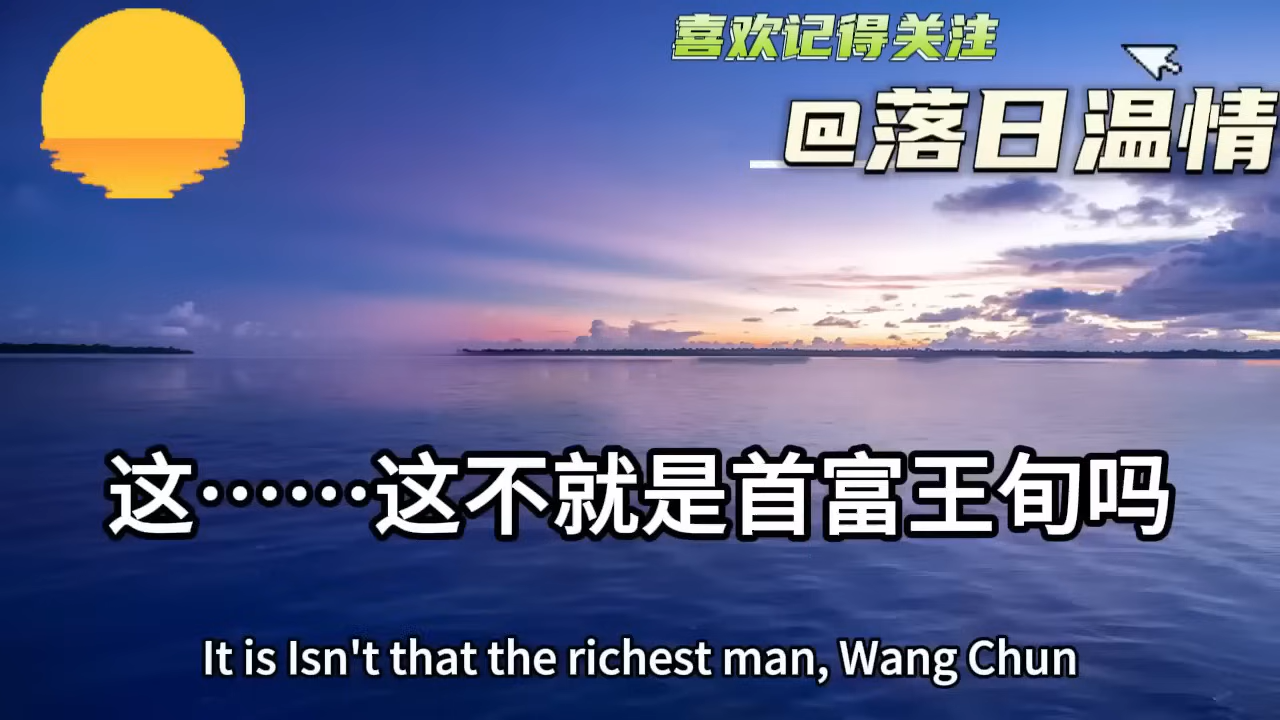 喜欢记得关注
@落日温情
这……这不就是首富王旬吗
It is Isn't that the richest man, Wang Chun